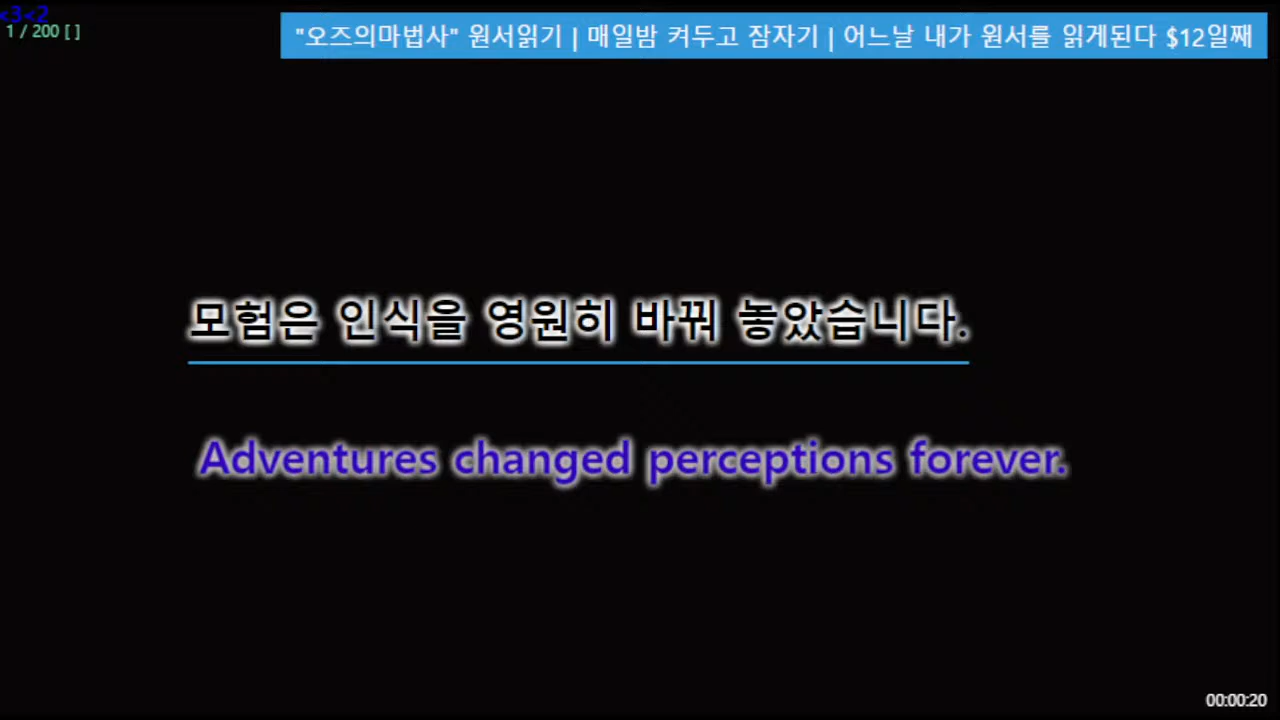 <3<2
1 / 200 [ ]
"오즈의마법사" 원서읽기 | 매일밤 켜두고 잠자기 | 어느날 내가 원서를 읽게된다 $12일째
모험은 인식을 영원히 바꿔 놓았습니다.
Adventures changed perceptions forever.
00:00:20